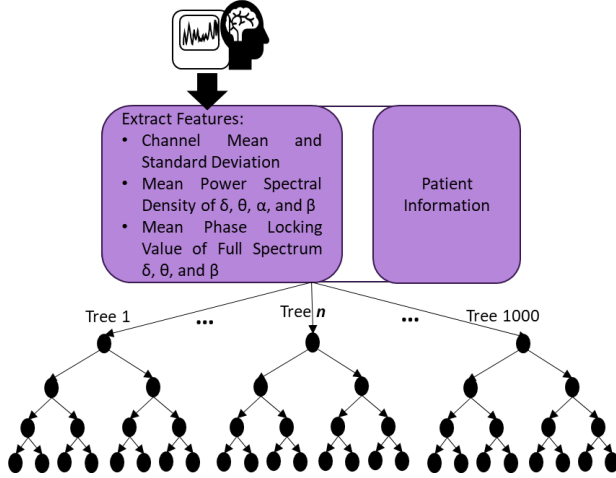 Extract Features:
• Channel Mean and
Standard Deviation
• Mean Power Spectral
Density of δ, θ, α, and β
• Mean Phase Locking
Value of Full Spectrum
δ, θ, and β
Patient
Information
Tree 1
...
Tree n
...
Tree 1000